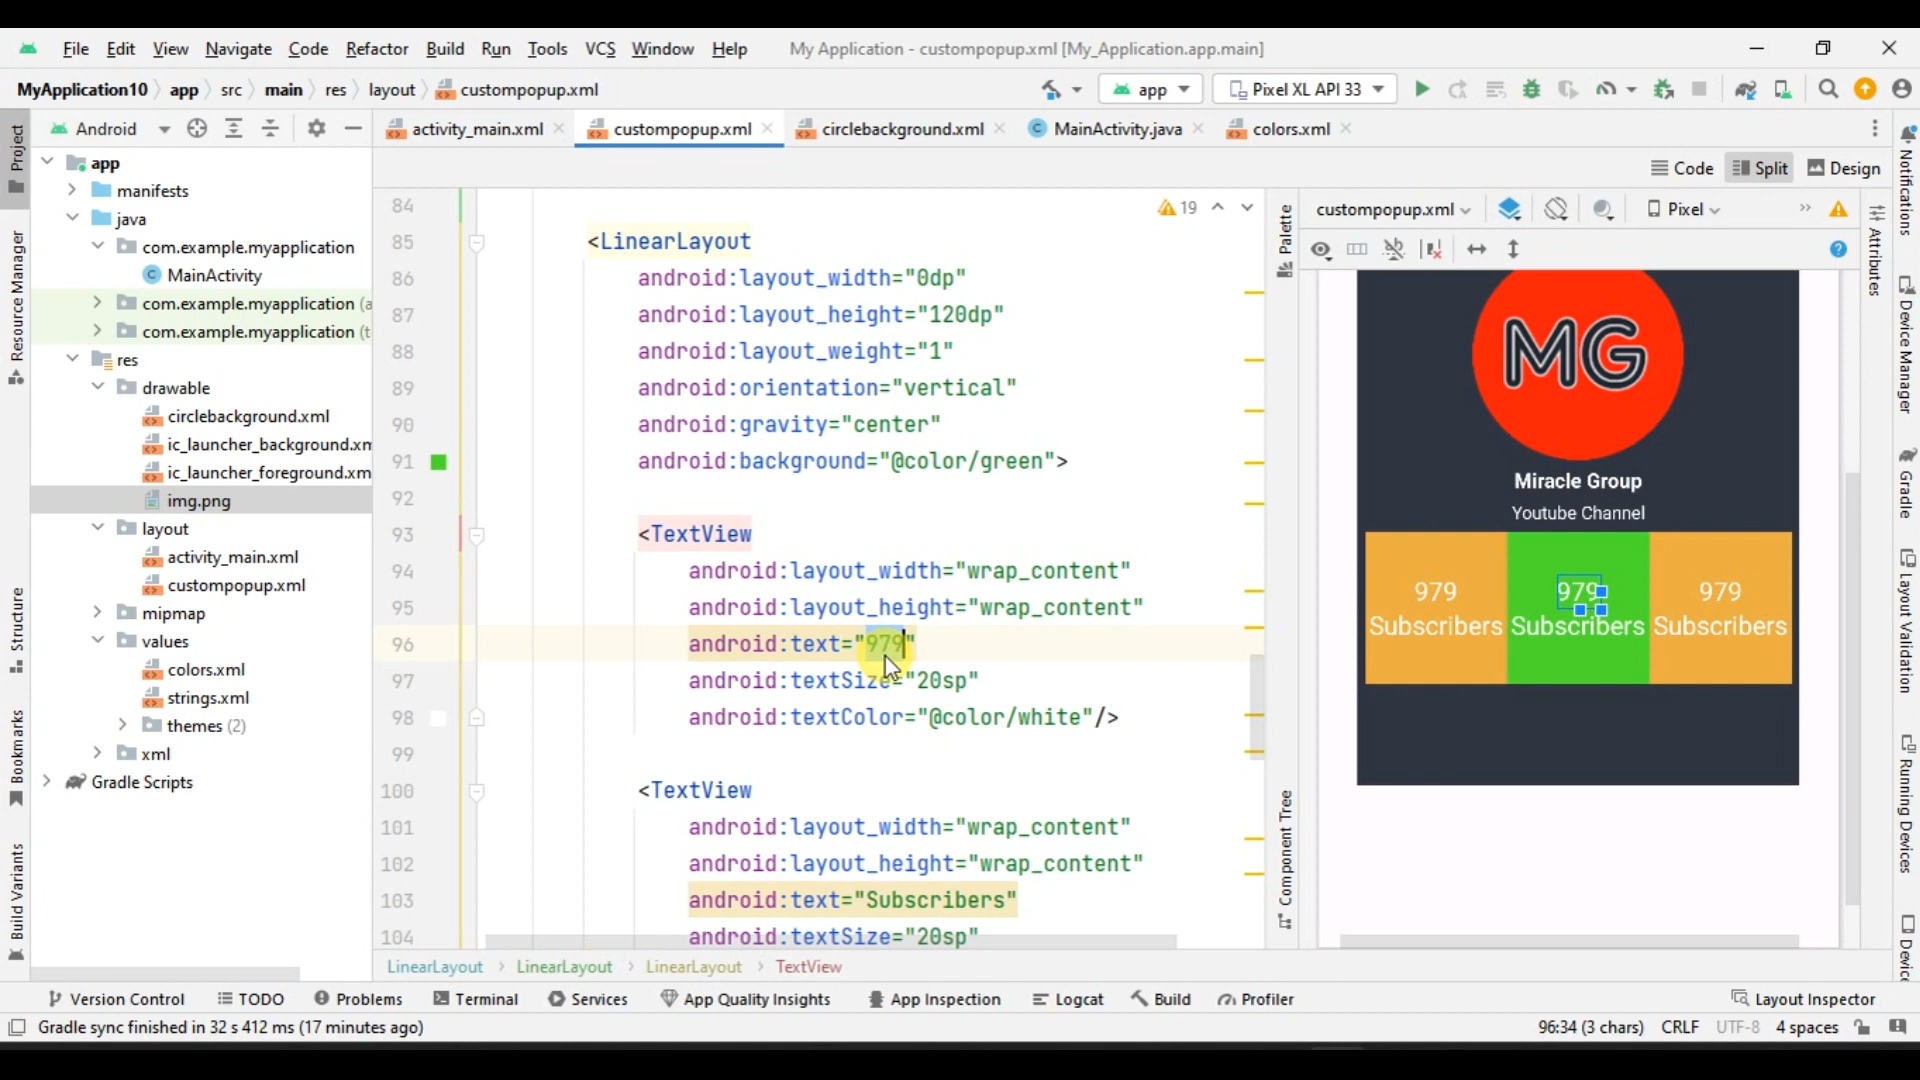 File Edit View Navigate Code Refactor Build Run Tools VCS Window Help My Application - custompopup.xml [My_Application.app.main]
MyApplication10 app src main res layout custompopup.xml app Pixel XL API 33
Android activity_main.xml custompopup.xml circlebackground.xml MainActivity.java colors.xml
Code Split Design
Project
Resource Manager
Structure
Bookmarks
Build Variants
app
manifests
java
com.example.myapplication
MainActivity
com.example.myapplication (a
com.example.myapplication (t
res
drawable
circlebackground.xml
ic_launcher_background.xm
ic_launcher_foreground.xm
img.png
layout
activity_main.xml
custompopup.xml
mipmap
values
colors.xml
strings.xml
themes (2)
xml
Gradle Scripts
84 19
85 <LinearLayout
86 android:layout_width="0dp"
87 android:layout_height="120dp"
88 android:layout_weight="1"
89 android:orientation="vertical"
90 android:gravity="center"
91 android:background="@color/green">
92
93 <TextView
94 android:layout_width="wrap_content"
95 android:layout_height="wrap_content"
96 android:text="979"
97 android:textSize="20sp"
98 android:textColor="@color/white"/>
99
100 <TextView
101 android:layout_width="wrap_content"
102 android:layout_height="wrap_content"
103 android:text="Subscribers"
104 android:textSize="20sp"
LinearLayout LinearLayout LinearLayout TextView
Palette
Component Tree
custompopup.xml Pixel
MG
Miracle Group
Youtube Channel
979 979 979
Subscribers Subscribers Subscribers
Attributes
Notifications
Device Manager
Gradle
Layout Validation
Running Devices
Devic
Version Control TODO Problems Terminal Services App Quality Insights App Inspection Logcat Build Profiler Layout Inspector
Gradle sync finished in 32 s 412 ms (17 minutes ago) 96:34 (3 chars) CRLF UTF-8 4 spaces